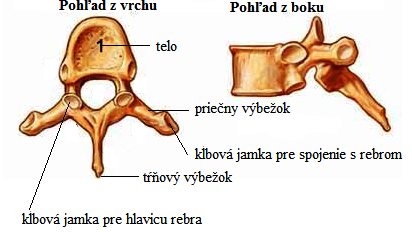 Pohľad z vrchu
Pohľad z boku
1
telo
priečny výbežok
kĺbová jamka pre spojenie s rebrom
tŕňový výbežok
kĺbová jamka pre hlavicu rebra